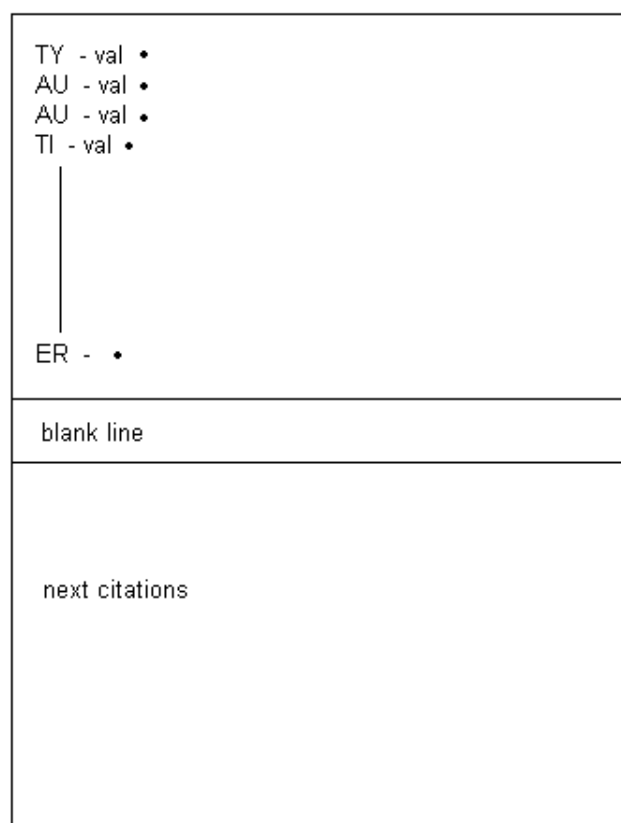 TY - val •
AU - val •
AU - val •
TI - val •
ER - •
blank line
next citations